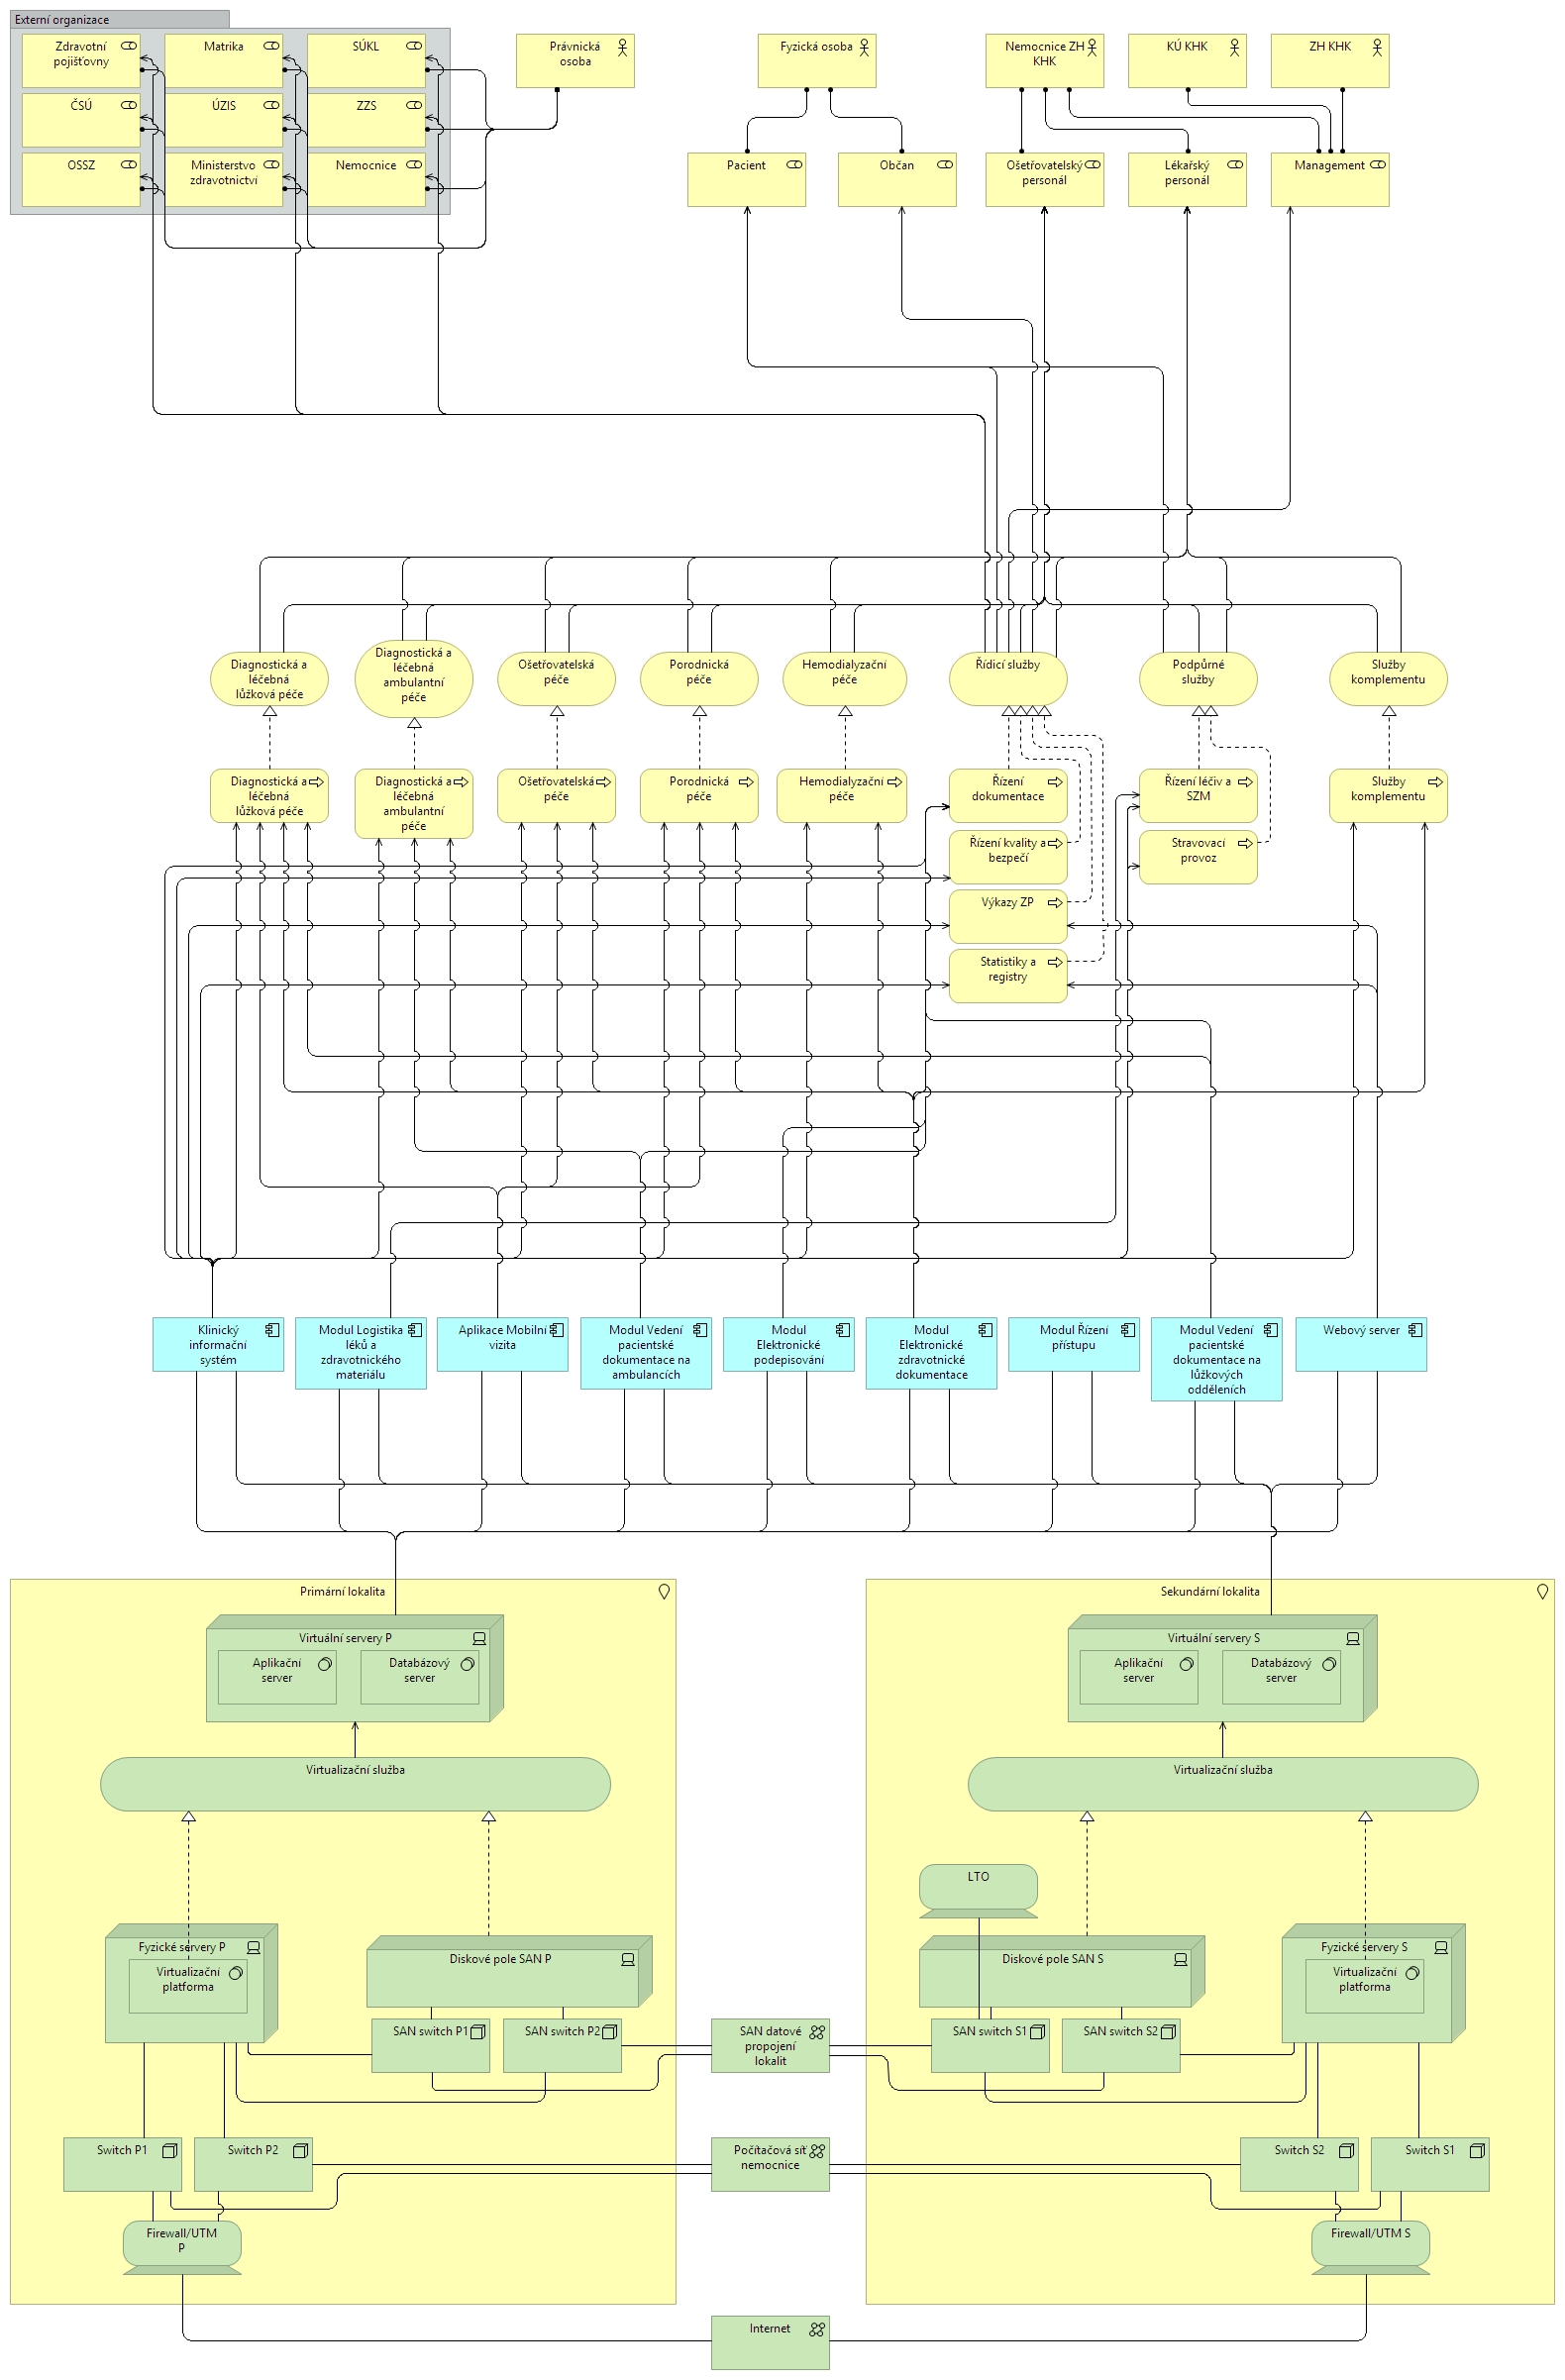 Externí organizace
Zdravotní
pojišťovny
Matrika
SÚKL
Právnická
osoba
Fyzická osoba
Nemocnice ZH
KHK
KÚ KHK
ZH KHK
ČSÚ
ÚZIS
ZZS
OSSZ
Ministerstvo
zdravotnictví
Nemocnice
Pacient
Občan
Ošetřovatelský
personál
Lékařský
personál
Management
Diagnostická a
léčebná
lůžková péče
Diagnostická a
léčebná
ambulantní
péče
Ošetřovatelská
péče
Porodnická
péče
Hemodialyzační
péče
Řídicí služby
Podpůrné
služby
Služby
komplementu
Diagnostická a
léčebná
lůžková péče
Diagnostická a
léčebná
ambulantní
péče
Ošetřovatelská
péče
Porodnická
péče
Hemodialyzační
péče
Řízení
dokumentace
Řízení léčiv a
SZM
Služby
komplementu
Řízení kvality a
bezpečí
Stravovací
provoz
Výkazy ZP
Statistiky a
registry
Klinický
informační
systém
Modul Logistika
léků a
zdravotnického
materiálu
Aplikace Mobilní
vizita
Modul Vedení
pacientské
dokumentace na
ambulancích
Modul
Elektronické
podepisování
Modul
Elektronické
zdravotnické
dokumentace
Modul Řízení
přístupu
Modul Vedení
pacientské
dokumentace na
lůžkových
odděleních
Webový server
Primární lokalita
Sekundární lokalita
Virtuální servery P
Aplikační
server
Databázový
server
Virtuální servery S
Aplikační
server
Databázový
server
Virtualizační služba
Virtualizační služba
LTO
Fyzické servery P
Virtualizační
platforma
Diskové pole SAN P
Diskové pole SAN S
Fyzické servery S
Virtualizační
platforma
SAN switch P1
SAN switch P2
SAN datové
propojení
lokalit
SAN switch S1
SAN switch S2
Switch P1
Switch P2
Počítačová síť
nemocnice
Switch S2
Switch S1
Firewall/UTM
P
Firewall/UTM S
Internet